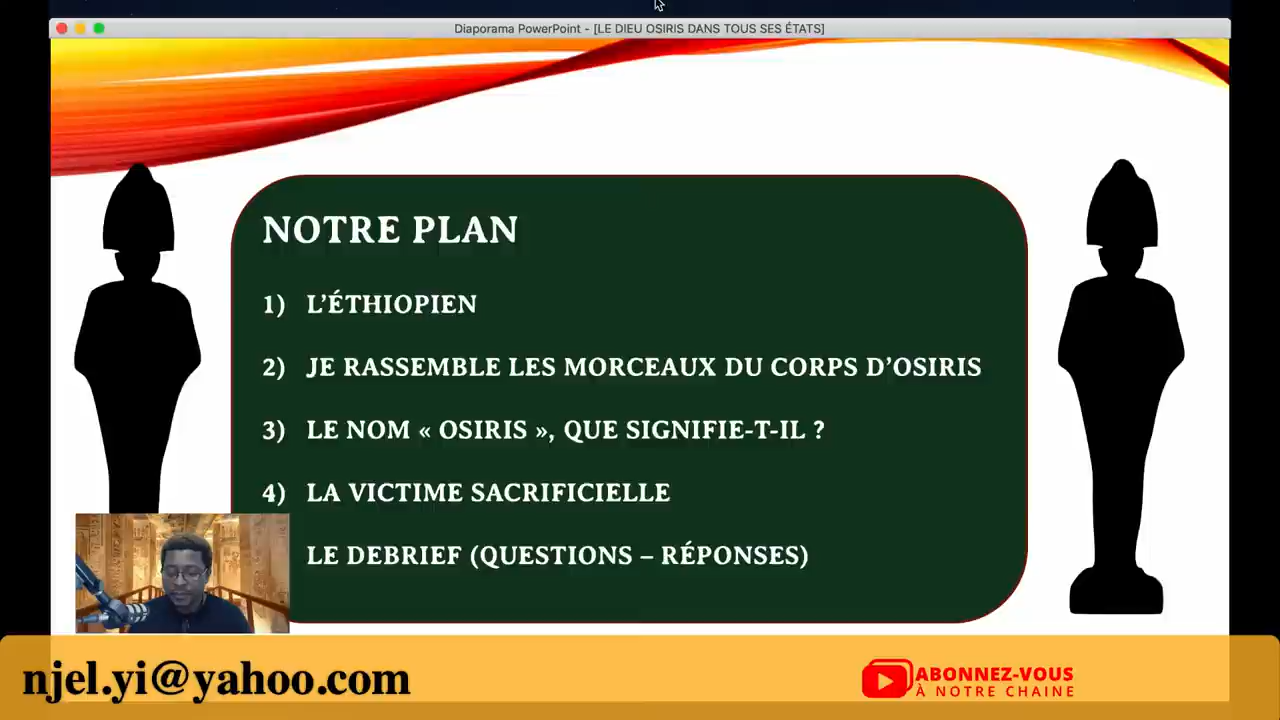 Diaporama PowerPoint - [LE DIEU OSIRIS DANS TOUS SES ÉTATS]
NOTRE PLAN
1) L'ÉTHIOPIEN
2) JE RASSEMBLE LES MORCEAUX DU CORPS D'OSIRIS
3) LE NOM « OSIRIS », QUE SIGNIFIE-T-IL ?
4) LA VICTIME SACRIFICIELLE
LE DEBRIEF (QUESTIONS – RÉPONSES)
njel.yi@yahoo.com
ABONNEZ-VOUS
À NOTRE CHAINE